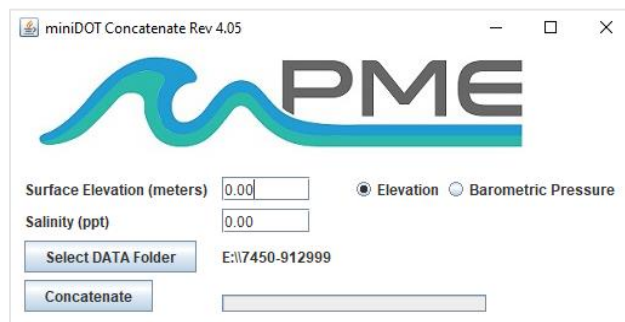 miniDOT Concatenate Rev 4.05
PME
Surface Elevation (meters) 0.00 Elevation Barometric Pressure
Salinity (ppt) 0.00
Select DATA Folder E:\\7450-912999
Concatenate